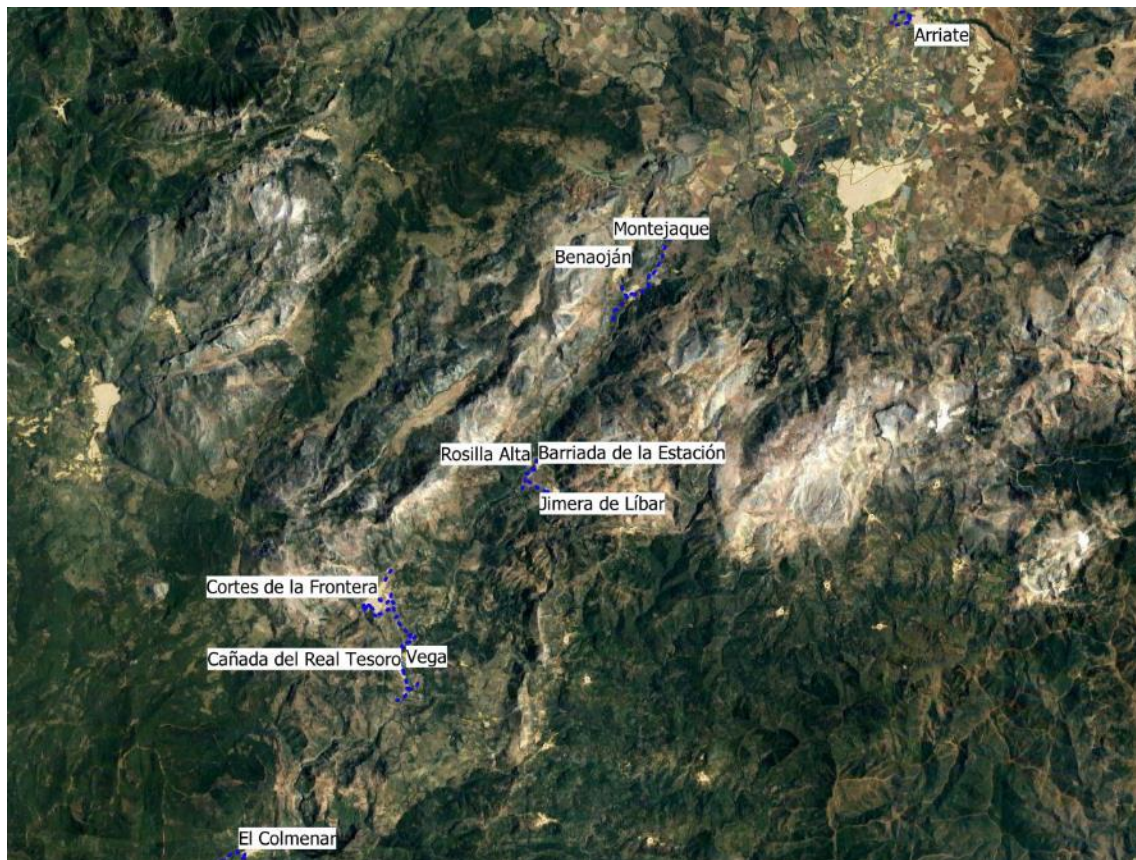 Arriate
Montejaque
Benaoján
Rosilla Alta
Barriada de la Estación
Jimera de Líbar
Cortes de la Frontera
Cañada del Real Tesoro
Vega
El Colmenar